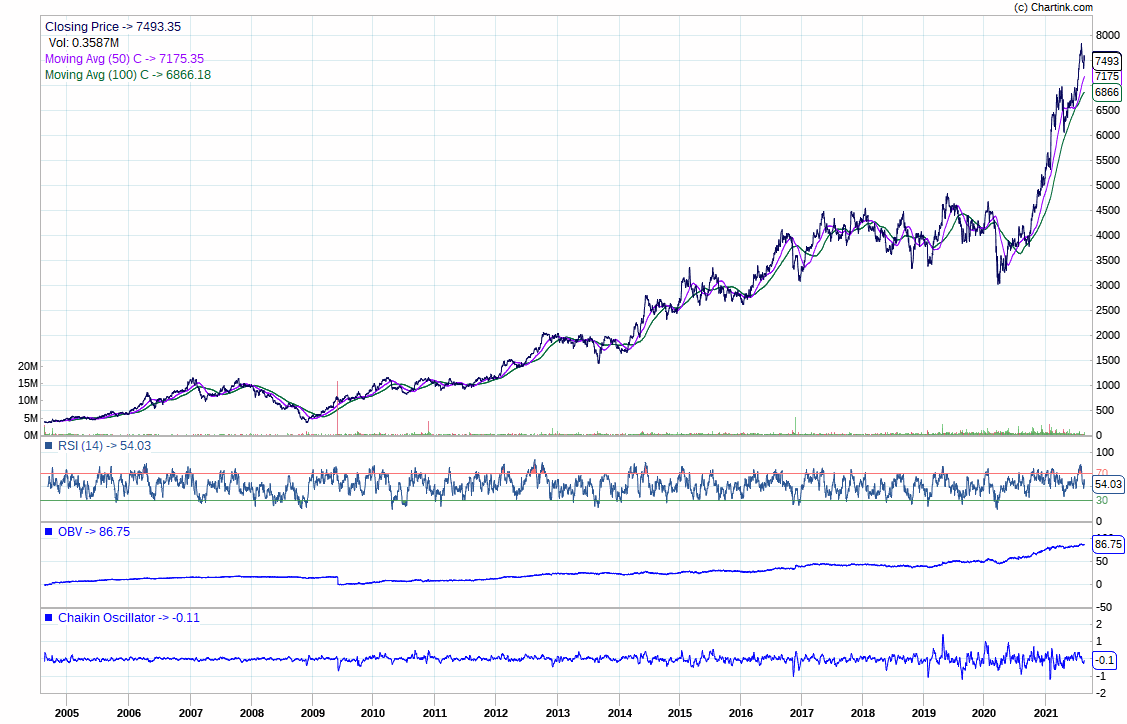 (c) Chartink.com
Closing Price -> 7493.35
Vol: 0.3587M
Moving Avg (50) C -> 7175.35
Moving Avg (100) C -> 6866.18
8000
7493
7175
6866
6500
6000
5500
5000
4500
4000
3500
3000
2500
2000
1500
1000
500
0
20M
15M
10M
5M
0M
RSI (14) -> 54.03
100
70
54.03
30
0
OBV -> 86.75
86.75
50
0
-50
Chaikin Oscillator -> -0.11
2
1
-0.1
-1
-2
2005 2006 2007 2008 2009 2010 2011 2012 2013 2014 2015 2016 2017 2018 2019 2020 2021